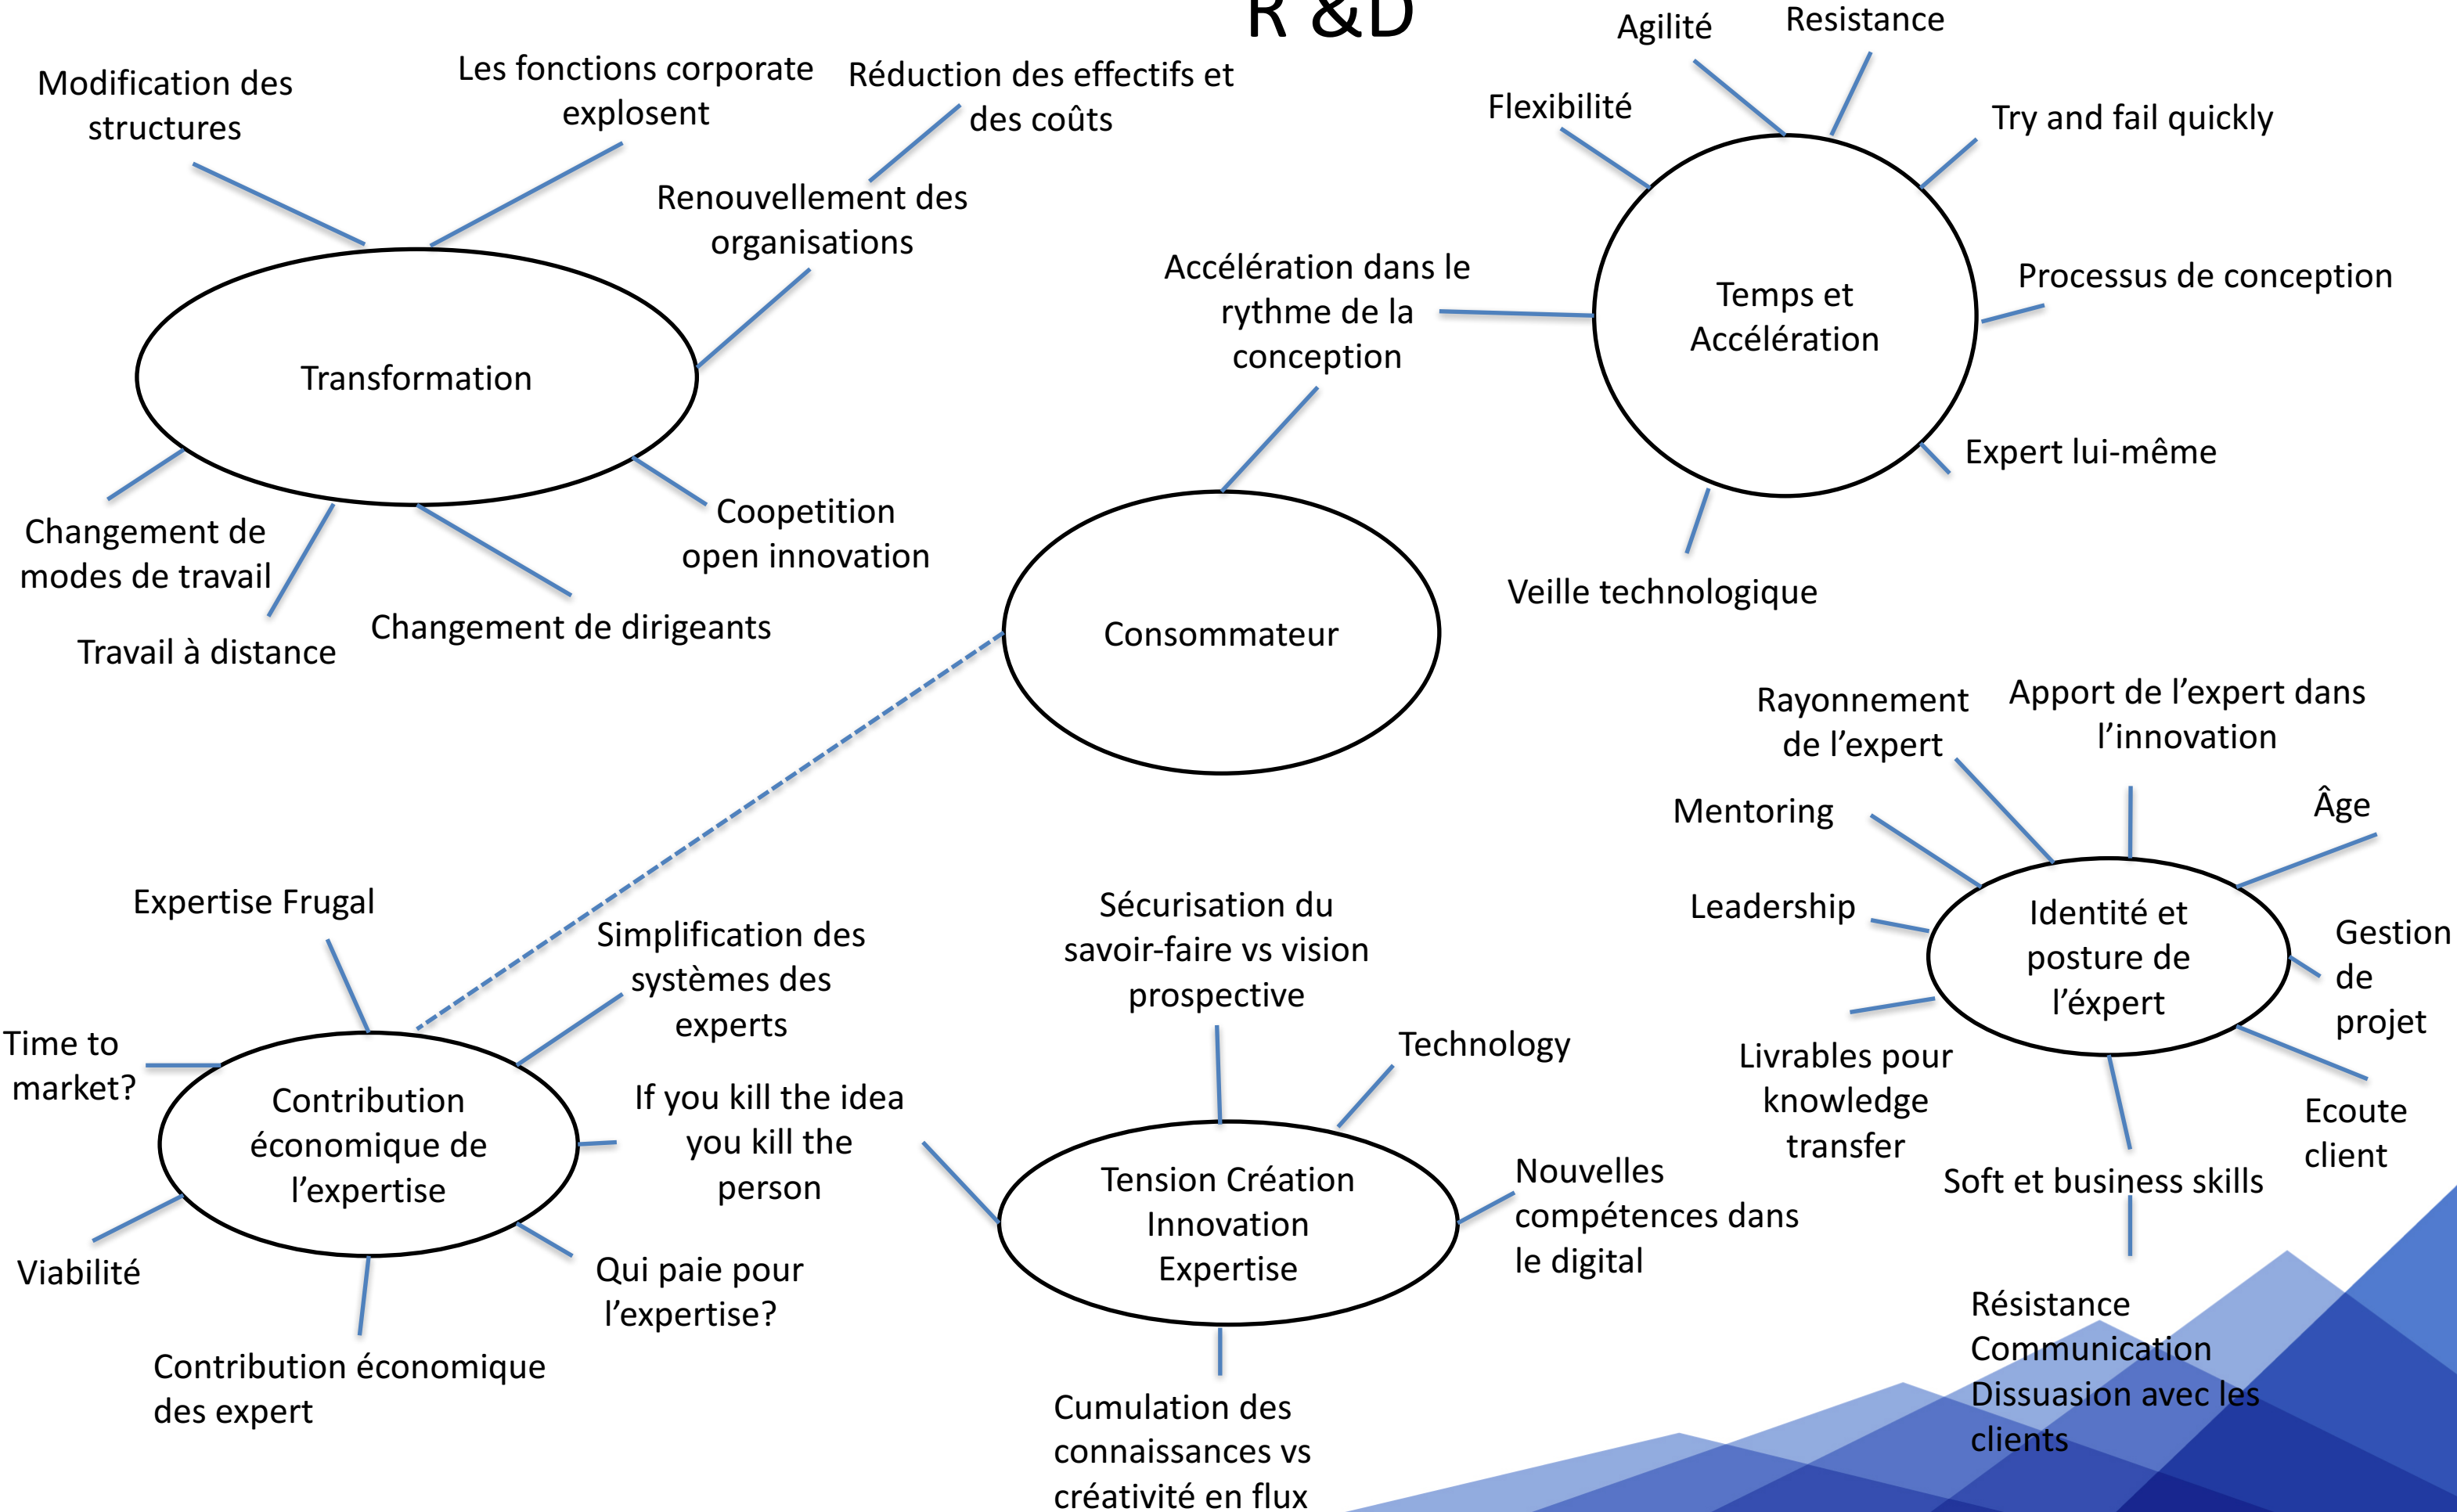 R &D
Modification des
structures
Les fonctions corporate
explosent
Réduction des effectifs et
des coûts
Renouvellement des
organisations
Transformation
Changement de
modes de travail
Travail à distance
Changement de dirigeants
Coopetition
open innovation
Agilité
Resistance
Flexibilité
Try and fail quickly
Accélération dans le
rythme de la
conception
Temps et
Accélération
Processus de conception
Expert lui-même
Veille technologique
Consommateur
Rayonnement
de l’expert
Apport de l’expert dans
l’innovation
Mentoring
Âge
Leadership
Identité et
posture de
l’éxpert
Gestion
de
projet
Livrables pour
knowledge
transfer
Ecoute
client
Soft et business skills
Résistance
Communication
Dissuasion avec les
clients
Expertise Frugal
Simplification des
systèmes des
experts
Time to
market?
Contribution
économique de
l’expertise
If you kill the idea
you kill the
person
Viabilité
Qui paie pour
l’expertise?
Contribution économique
des expert
Sécurisation du
savoir-faire vs vision
prospective
Technology
Tension Création
Innovation
Expertise
Nouvelles
compétences dans
le digital
Cumulation des
connaissances vs
créativité en flux